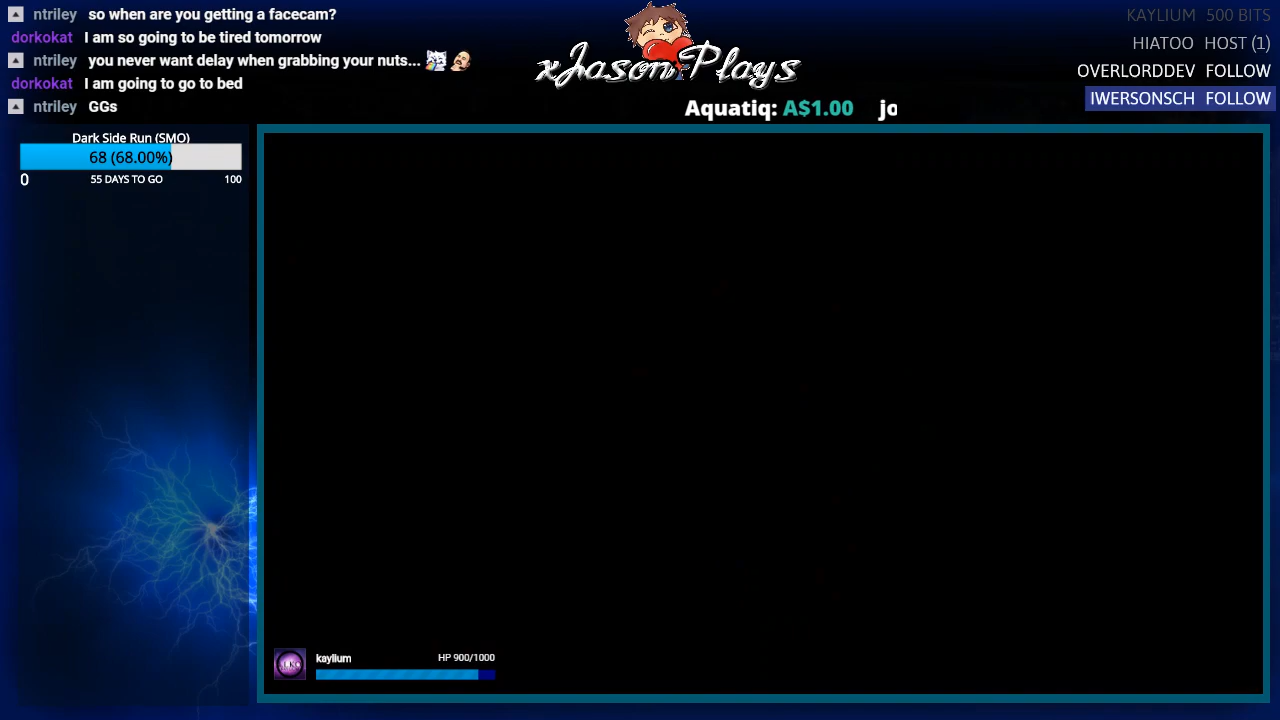 ntriley so when are you getting a facecam?
dorkokat I am so going to be tired tomorrow
ntriley you never want delay when grabbing your nuts...
dorkokat I am going to go to bed
ntriley GGs
xJasonPlays
Aquatiq: A$1.00 jo
KAYLIUM 500 BITS
HIATOO HOST (1)
OVERLORDDEV FOLLOW
IWERSONSCH FOLLOW
Dark Side Run (SMO)
68 (68.00%)
0 55 DAYS TO GO 100
kaylium HP 900/1000